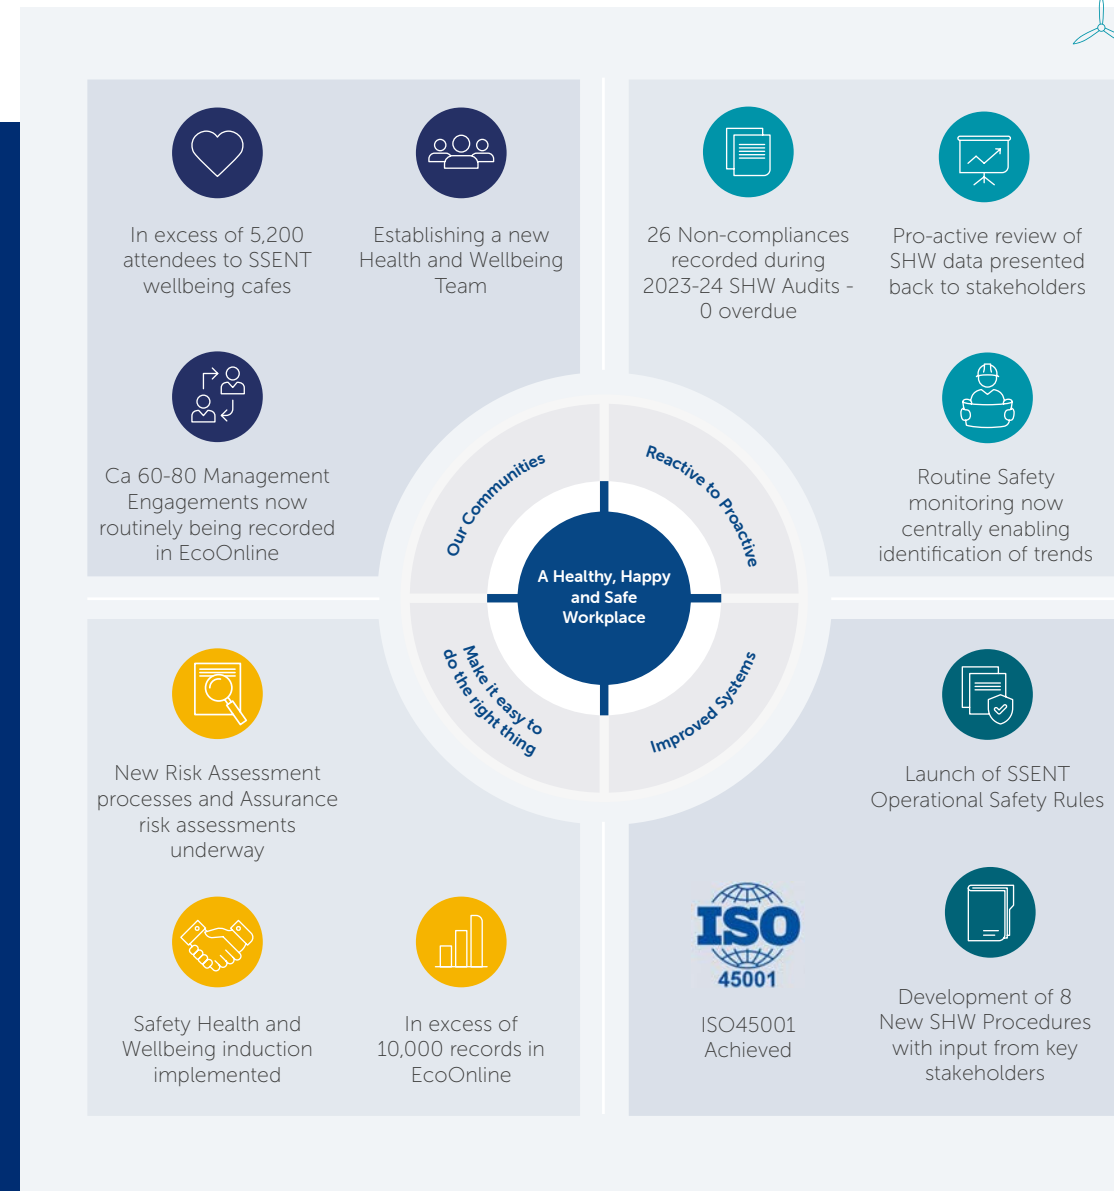 In excess of 5,200
attendees to SSENT
wellbeing cafes
Establishing a new
Health and Wellbeing
Team
Ca 60-80 Management
Engagements now
routinely being recorded
in EcoOnline
26 Non-compliances
recorded during
2023-24 SHW Audits -
0 overdue
Pro-active review of
SHW data presented
back to stakeholders
Routine Safety
monitoring now
centrally enabling
identification of trends
Our Communities
Reactive to Proactive
A Healthy, Happy
and Safe
Workplace
Make it easy to
do the right thing
Improved Systems
New Risk Assessment
processes and Assurance
risk assessments
underway
Safety Health and
Wellbeing induction
implemented
In excess of
10,000 records in
EcoOnline
Launch of SSENT
Operational Safety Rules
ISO
45001
ISO45001
Achieved
Development of 8
New SHW Procedures
with input from key
stakeholders